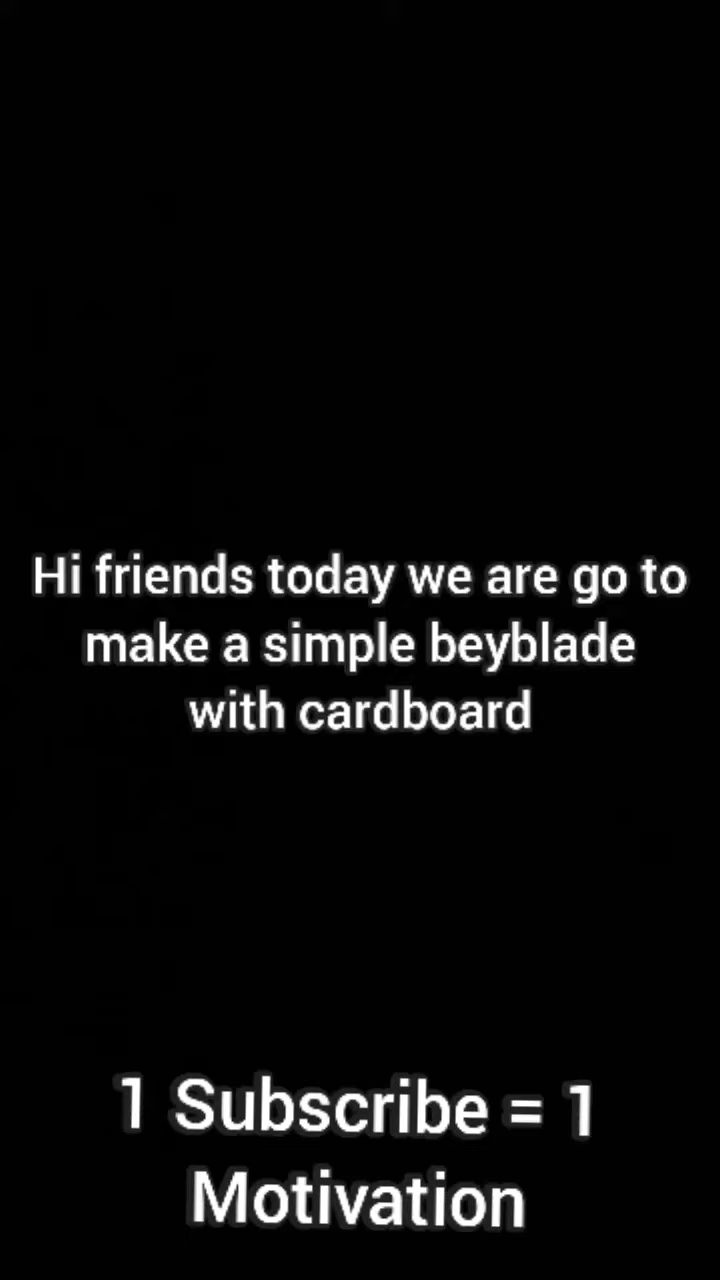 Hi friends today we are go to
make a simple beyblade
with cardboard
1 Subscribe = 1
Motivation